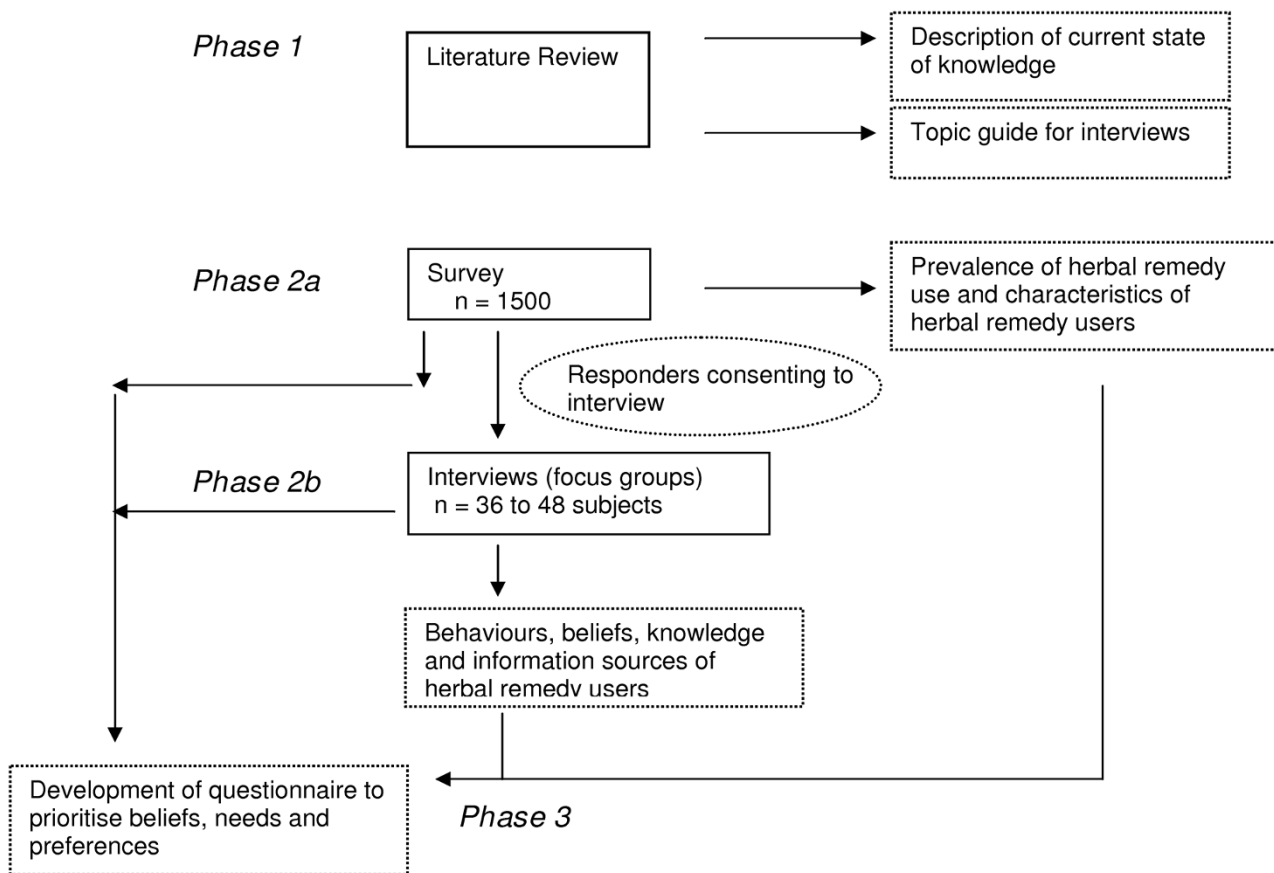 Phase 1
Literature Review
Description of current state
of knowledge
Topic guide for interviews
Phase 2a
Survey
n = 1500
Prevalence of herbal remedy
use and characteristics of
herbal remedy users
Responders consenting to
interview
Phase 2b
Interviews (focus groups)
n = 36 to 48 subjects
Behaviours, beliefs, knowledge
and information sources of
herbal remedy users
Development of questionnaire to
prioritise beliefs, needs and
preferences
Phase 3